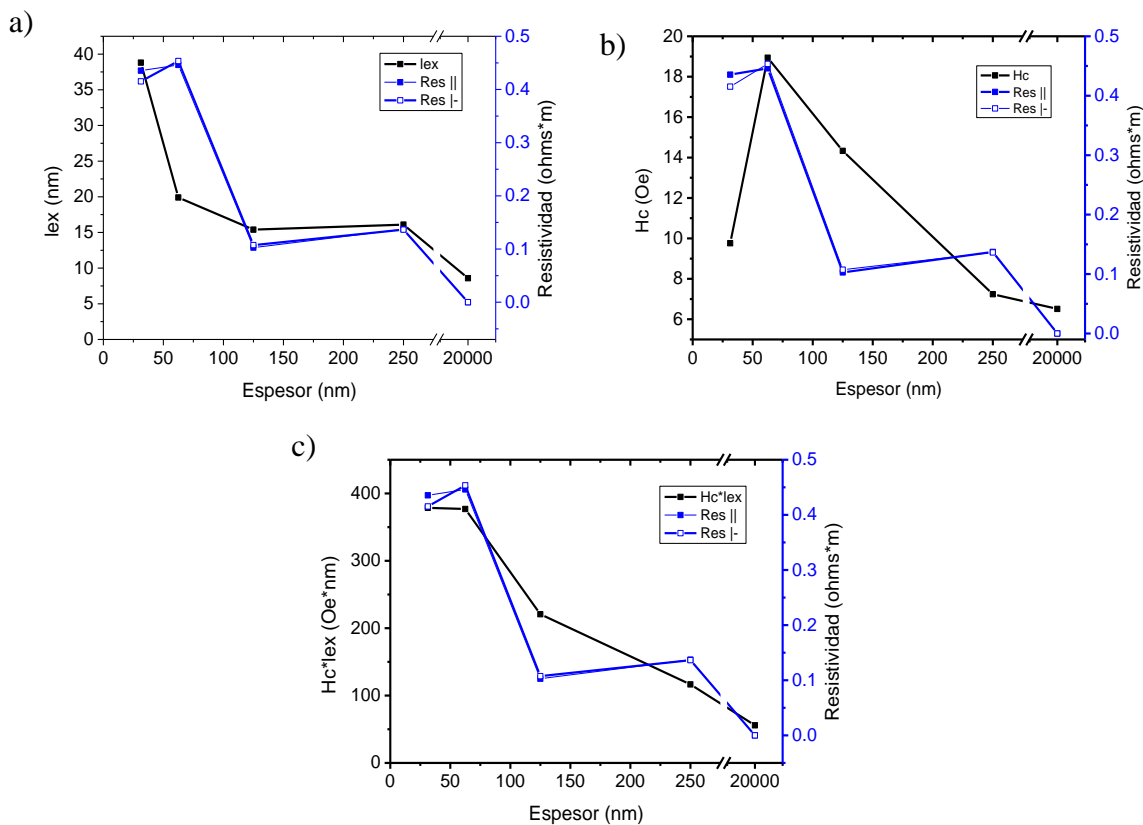 a)
lex
Res ||
Res |-
lex (nm)
0
5
10
15
20
25
30
35
40
0.0
0.1
0.2
0.3
0.4
0.5
Resistividad (ohms*m)
0 50 100 150 200 250 20000
Espesor (nm)
b)
Hc
Res ||
Res |-
Hc (Oe)
6
8
10
12
14
16
18
20
0.0
0.1
0.2
0.3
0.4
0.5
Resistividad (ohms*m)
0 50 100 150 200 250 20000
Espesor (nm)
c)
Hc*lex
Res ||
Res |-
Hc*lex (Oe*nm)
0
100
200
300
400
0.0
0.1
0.2
0.3
0.4
0.5
Resistividad (ohms*m)
0 50 100 150 200 250 20000
Espesor (nm)